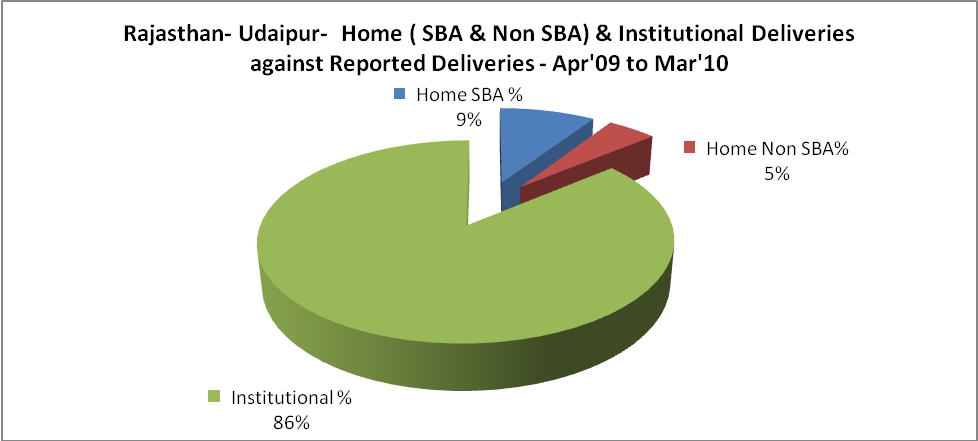 Rajasthan- Udaipur- Home ( SBA & Non SBA) & Institutional Deliveries
against Reported Deliveries - Apr'09 to Mar'10
Home SBA %
9%
Home Non SBA%
5%
Institutional %
86%